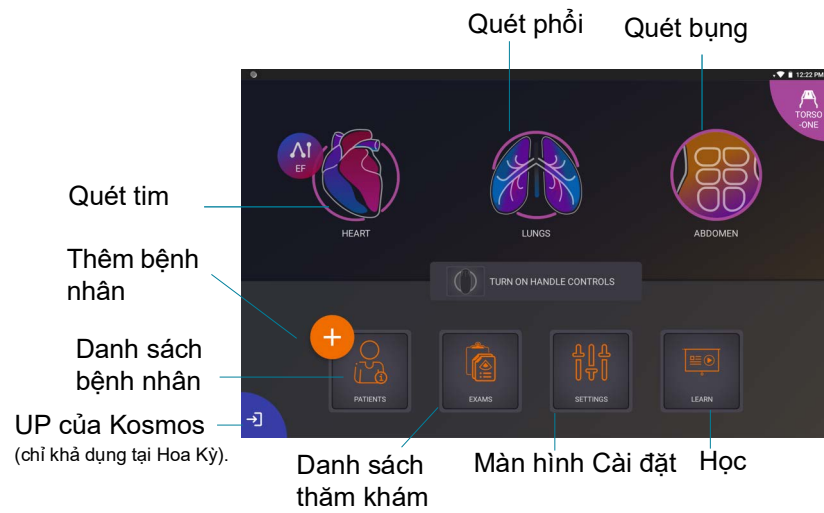 Quét phổi
Quét bụng
12:22 PM
TORSO
-ONE
EF
Quét tim
HEART
LUNGS
ABDOMEN
Thêm bệnh
nhân
TURN ON HANDLE CONTROLS
Danh sách
bệnh nhân
PATIENTS
EXAMS
SETTINGS
LEARN
UP của Kosmos
(chỉ khả dụng tại Hoa Kỳ).
Danh sách
thăm khám
Màn hình Cài đặt
Học